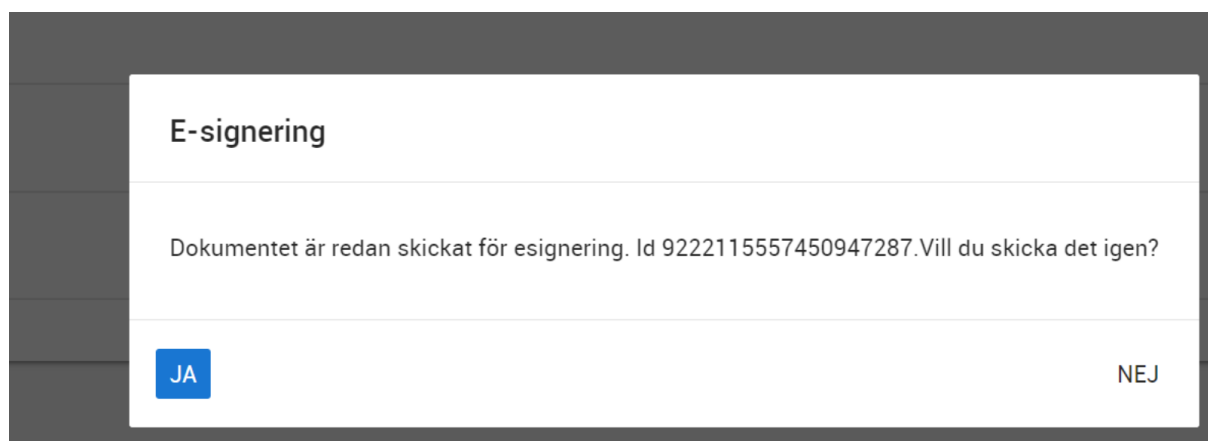 E-signering
Dokumentet är redan skickat för esignering. Id 9222115557450947287.Vill du skicka det igen?
JA
NEJ